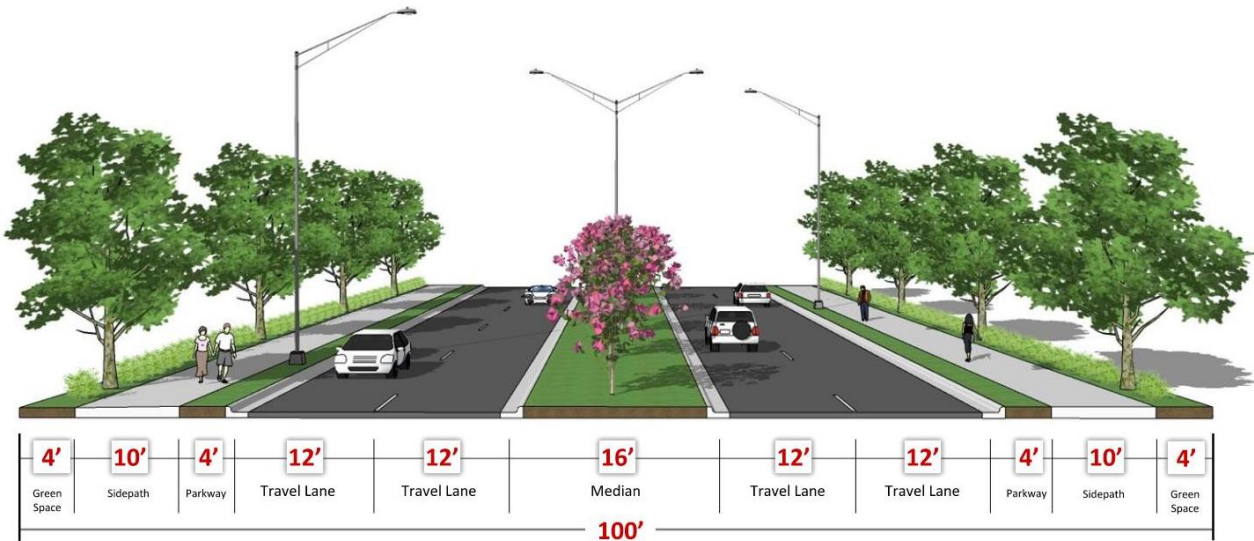 4’ 10’ 4’ 12’ 12’ 16’ 12’ 12’ 4’ 10’ 4’
Green Space Sidepath Parkway Travel Lane Travel Lane Median Travel Lane Travel Lane Parkway Sidepath Green Space
100’